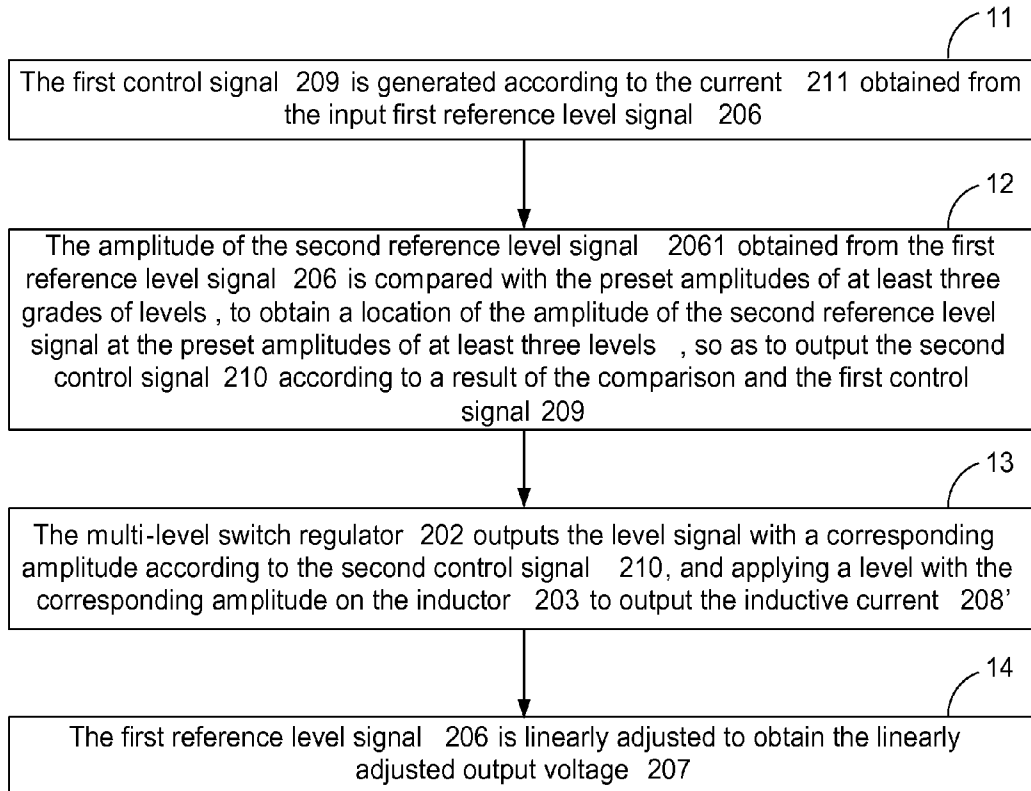 11
The first control signal 209 is generated according to the current 211 obtained from
the input first reference level signal 206
12
The amplitude of the second reference level signal 2061 obtained from the first
reference level signal 206 is compared with the preset amplitudes of at least three
grades of levels , to obtain a location of the amplitude of the second reference level
signal at the preset amplitudes of at least three levels , so as to output the second
control signal 210 according to a result of the comparison and the first control
signal 209
13
The multi-level switch regulator 202 outputs the level signal with a corresponding
amplitude according to the second control signal 210, and applying a level with the
corresponding amplitude on the inductor 203 to output the inductive current 208'
14
The first reference level signal 206 is linearly adjusted to obtain the linearly
adjusted output voltage 207